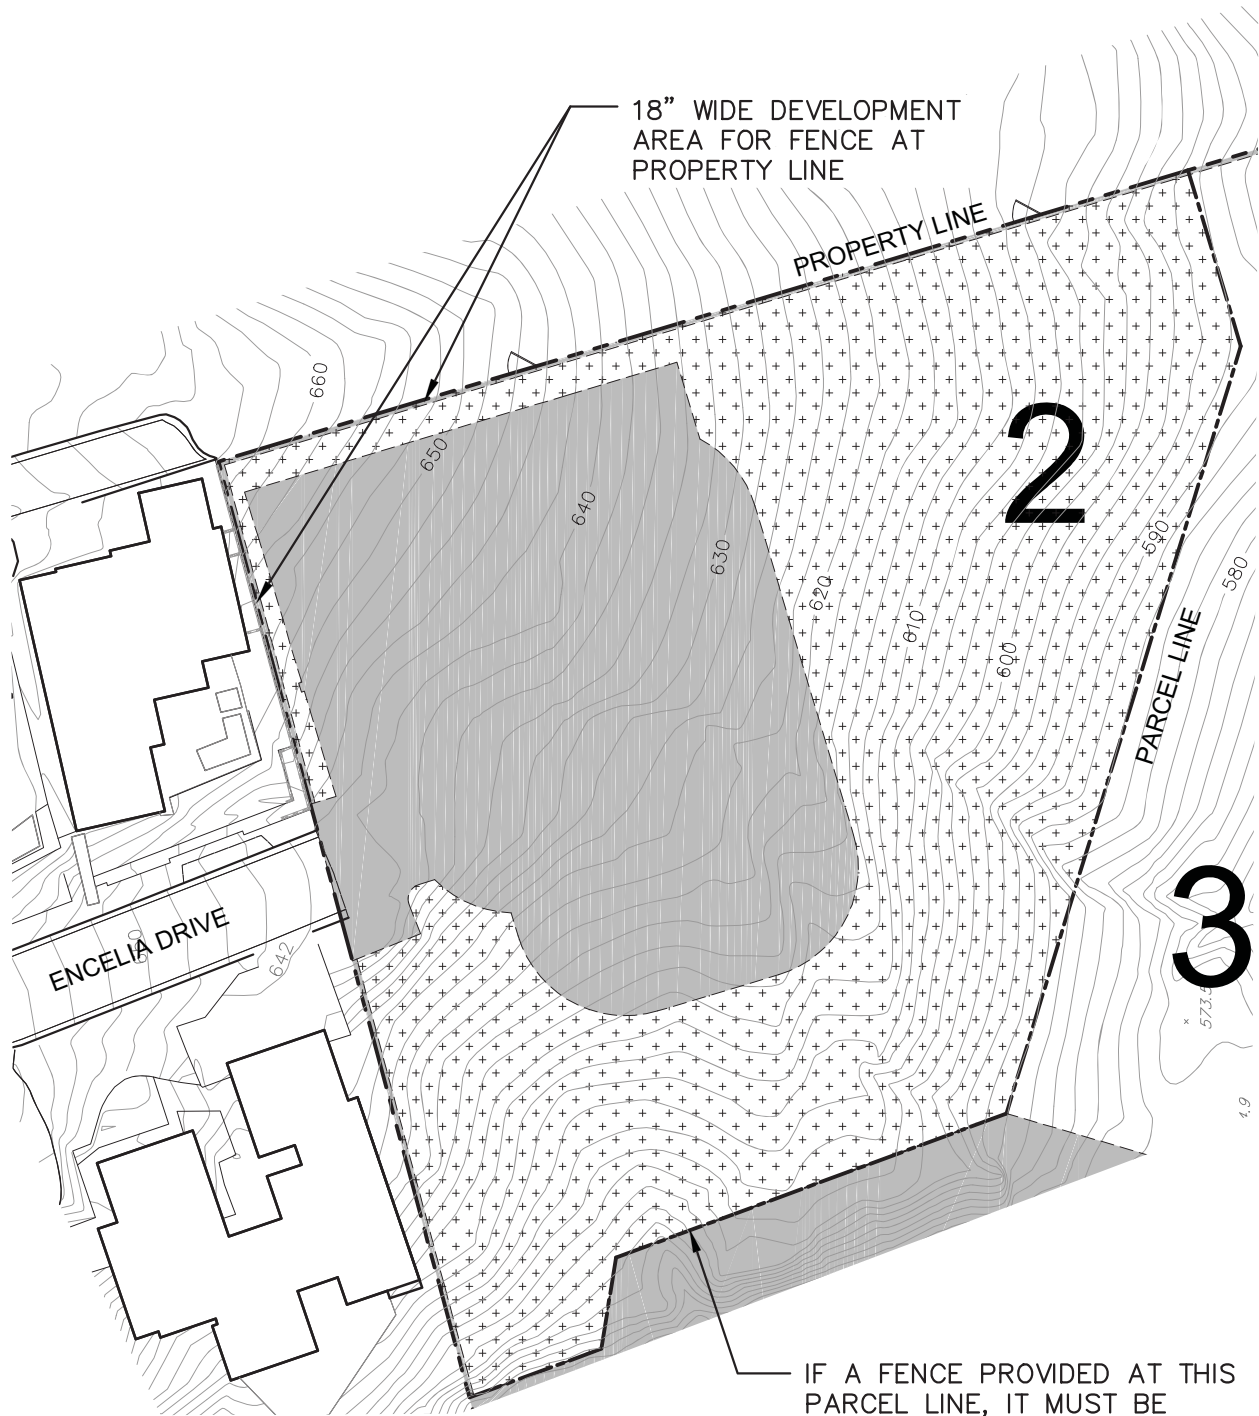 18” WIDE DEVELOPMENT
AREA FOR FENCE AT
PROPERTY LINE
PROPERTY LINE
660
650
640
630
620
610
600
590
580
2
PARCEL LINE
3
ENCELIA DRIVE
642
IF A FENCE PROVIDED AT THIS
PARCEL LINE, IT MUST BE